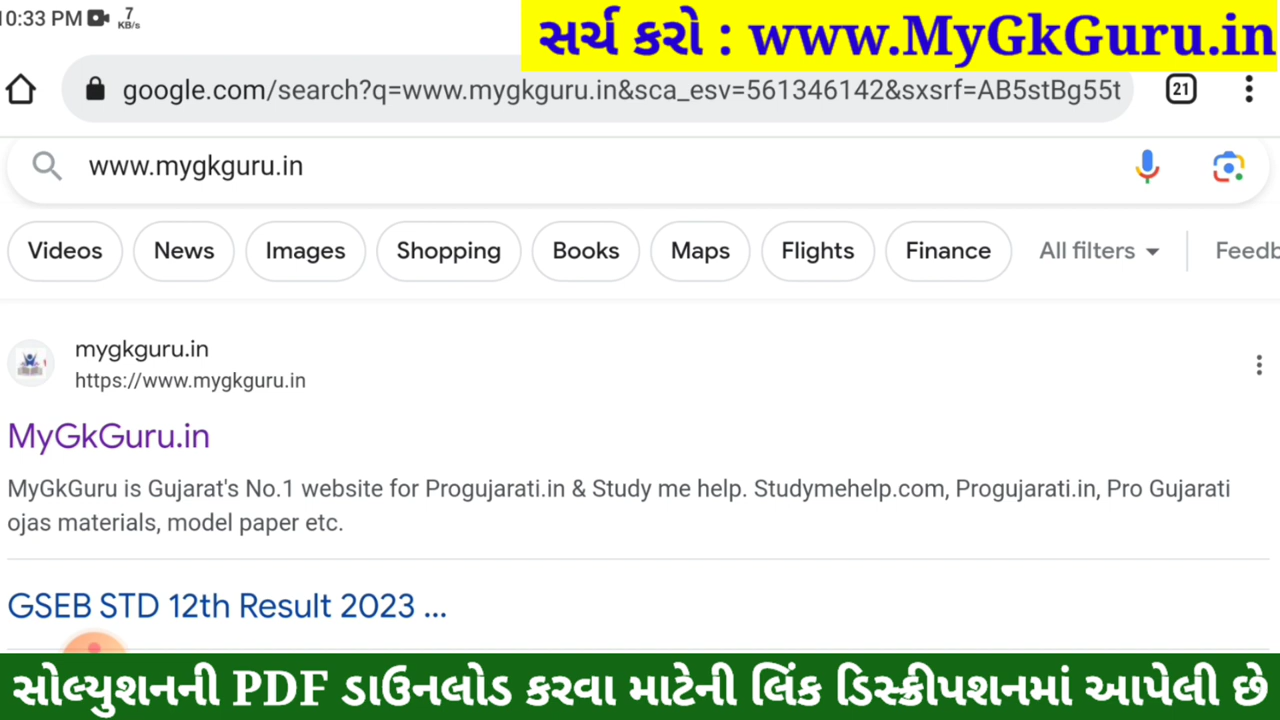 10:33 PM 7 KB/s
સર્ચ કરો : www.MyGkGuru.in
google.com/search?q=www.mygkguru.in&sca_esv=561346142&sxsrf=AB5stBg55t
21
www.mygkguru.in
Videos News Images Shopping Books Maps Flights Finance All filters Feedb
mygkguru.in
https://www.mygkguru.in
MyGkGuru.in
MyGkGuru is Gujarat's No.1 website for Progujarati.in & Study me help. Studymehelp.com, Progujarati.in, Pro Gujarati
ojas materials, model paper etc.
GSEB STD 12th Result 2023 ...
સોલ્યુશનની PDF ડાઉનલોડ કરવા માટેની લિંક ડિસ્ક્રીપશનમાં આપેલી છે